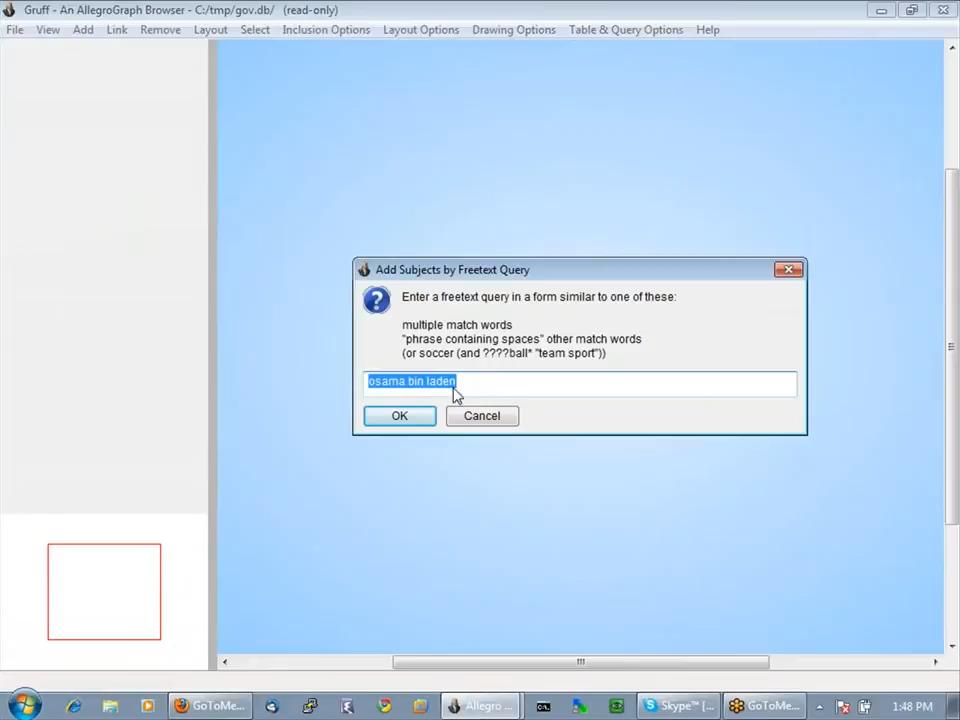 Gruff - An AllegroGraph Browser - C:/tmp/gov.db/ (read-only)
File View Add Link Remove Layout Select Inclusion Options Layout Options Drawing Options Table & Query Options Help
Add Subjects by Freetext Query
Enter a freetext query in a form similar to one of these:
multiple match words
"phrase containing spaces" other match words
(or soccer (and ????ball* "team sport"))
osama bin laden
OK Cancel
GoToMe... Allegro ... Skype™ [... GoToMe... 1:48 PM